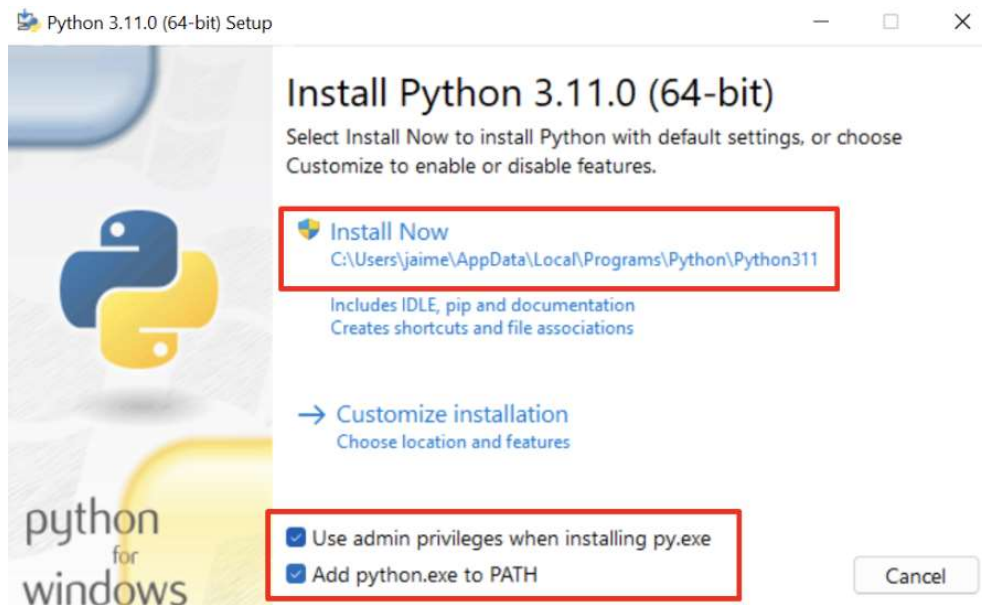 Python 3.11.0 (64-bit) Setup
Install Python 3.11.0 (64-bit)
Select Install Now to install Python with default settings, or choose
Customize to enable or disable features.
Install Now
C:\Users\jaime\AppData\Local\Programs\Python\Python311
Includes IDLE, pip and documentation
Creates shortcuts and file associations
Customize installation
Choose location and features
Use admin privileges when installing py.exe
Add python.exe to PATH
python
for
windows
Cancel